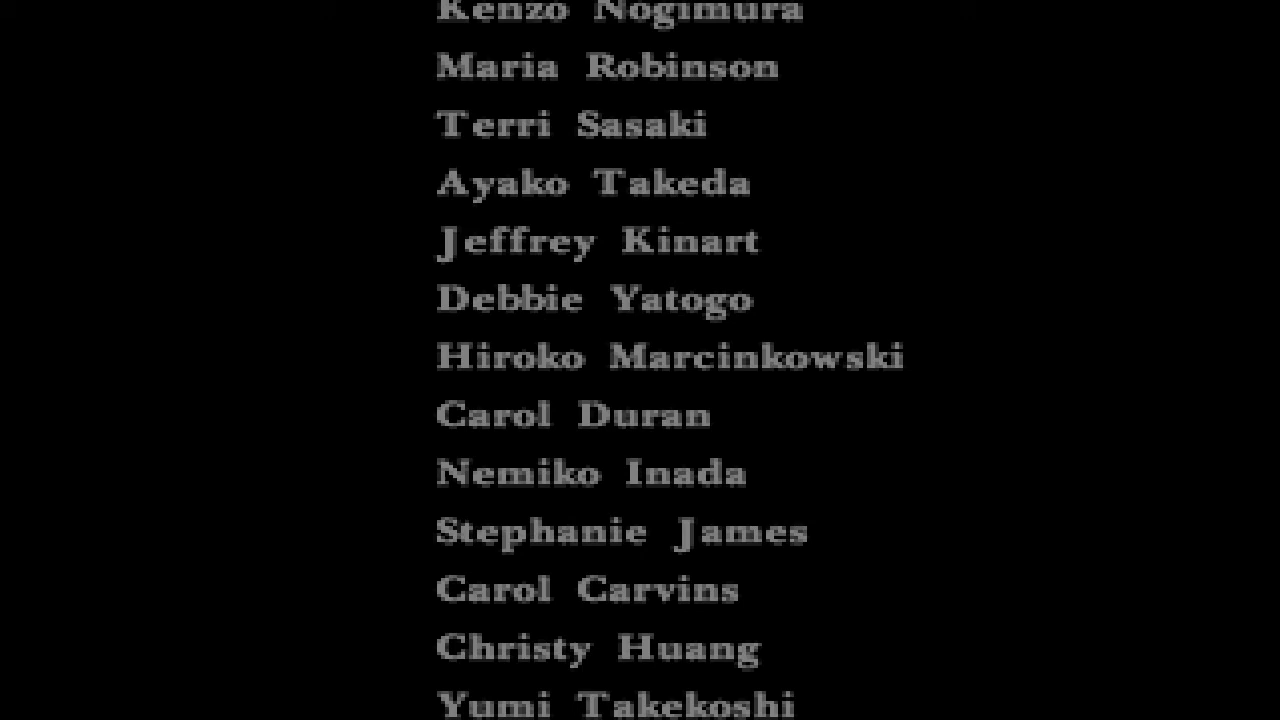 Kenzo Nogimura
Maria Robinson
Terri Sasaki
Ayako Takeda
Jeffrey Kinart
Debbie Yatogo
Hiroko Marcinkowski
Carol Duran
Nemiko Inada
Stephanie James
Carol Carvins
Christy Huang
Yumi Takekoshi